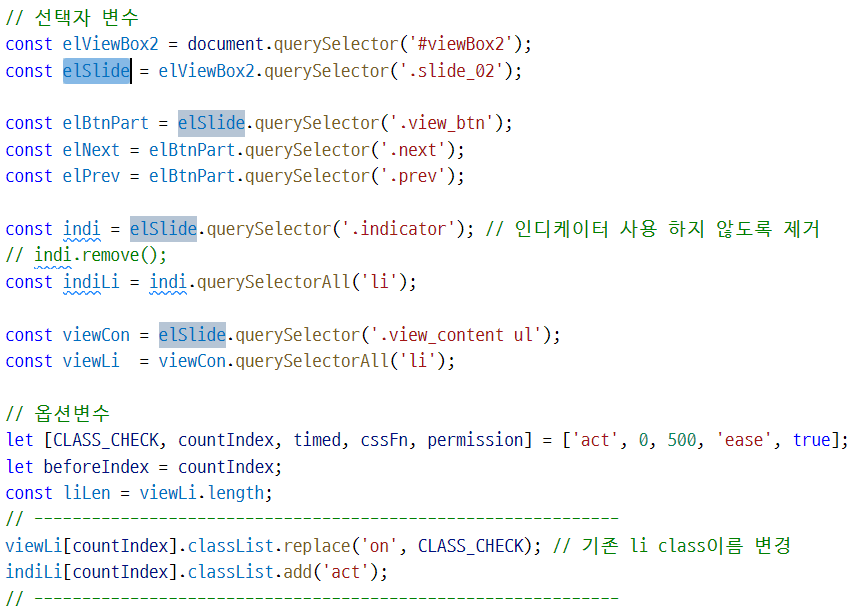 // 선택자 변수
const elViewBox2 = document.querySelector('#viewBox2');
const elSlide = elViewBox2.querySelector('.slide_02');
const elBtnPart = elSlide.querySelector('.view_btn');
const elNext = elBtnPart.querySelector('.next');
const elPrev = elBtnPart.querySelector('.prev');
const indi = elSlide.querySelector('.indicator'); // 인디케이터 사용 하지 않도록 제거
// indi.remove();
const indiLi = indi.querySelectorAll('li');
const viewCon = elSlide.querySelector('.view_content ul');
const viewLi  = viewCon.querySelectorAll('li');
// 옵션변수
let [CLASS_CHECK, countIndex, timed, cssFn, permission] = ['act', 0, 500, 'ease', true];
let beforeIndex = countIndex;
const liLen = viewLi.length;
// -------------------------------------------------------------
viewLi[countIndex].classList.replace('on', CLASS_CHECK); // 기존 li class이름 변경
indiLi[countIndex].classList.add('act');
// -------------------------------------------------------------